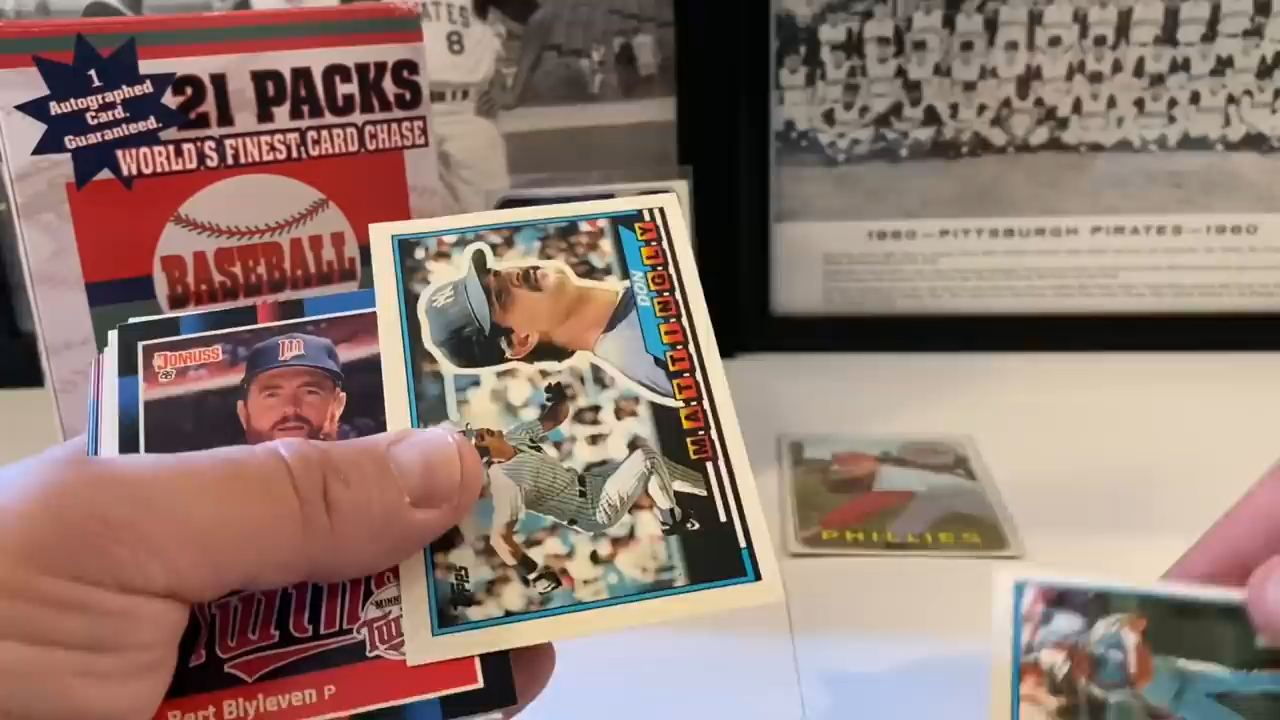 1
Autographed
Card.
Guaranteed.
21 PACKS
WORLD'S FINEST CARD CHASE
BASEBALL
ATES
8
1960—PITTSBURGH PIRATES—1960
DONRUSS
88
Twins
Bert Blyleven P
DON
MATTINGLY
TOPPS
PHILLIES